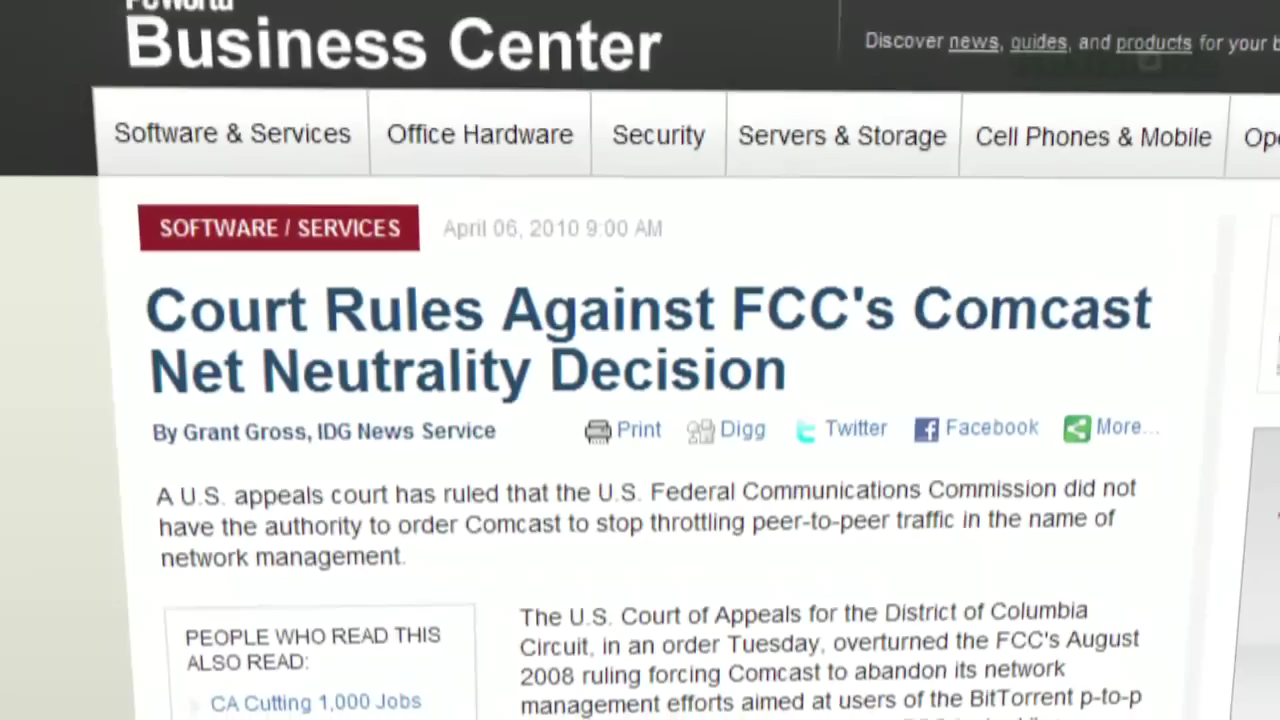 PCWorld
Business Center
Discover news, guides, and products for your b
Software & Services
Office Hardware
Security
Servers & Storage
Cell Phones & Mobile
Op
SOFTWARE / SERVICES
April 06, 2010 9:00 AM
Court Rules Against FCC's Comcast
Net Neutrality Decision
By Grant Gross, IDG News Service
Print
Digg
Twitter
Facebook
More...
A U.S. appeals court has ruled that the U.S. Federal Communications Commission did not
have the authority to order Comcast to stop throttling peer-to-peer traffic in the name of
network management.
PEOPLE WHO READ THIS
ALSO READ:
CA Cutting 1,000 Jobs
The U.S. Court of Appeals for the District of Columbia
Circuit, in an order Tuesday, overturned the FCC's August
2008 ruling forcing Comcast to abandon its network
management efforts aimed at users of the BitTorrent p-to-p